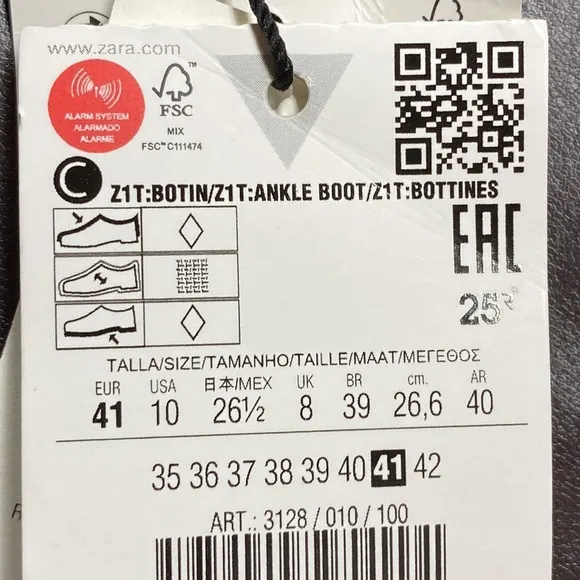 www.zara.com
ALARM SYSTEM
ALARMADO
ALARME
FSC
MIX
FSC™ C111474
C
Z1T:BOTIN/Z1T:ANKLE BOOT/Z1T:BOTTINES
EAC
TALLA/SIZE/TAMANHO/TAILLE/MAAT/ΜΕΓΕΘΟΣ
EUR USA 日本/MEX UK BR cm. AR
41 10 26½ 8 39 26,6 40
35 36 37 38 39 40 41 42
ART.: 3128 / 010 / 100